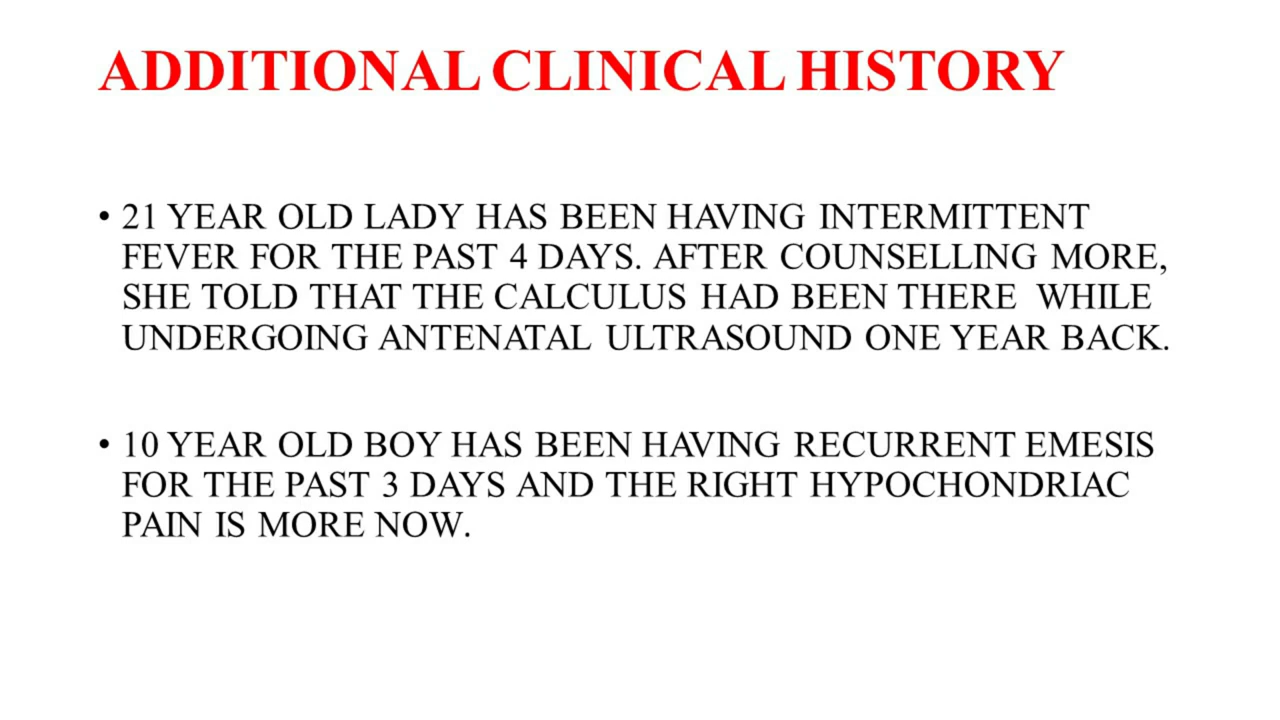 ADDITIONAL CLINICAL HISTORY
• 21 YEAR OLD LADY HAS BEEN HAVING INTERMITTENT
FEVER FOR THE PAST 4 DAYS. AFTER COUNSELLING MORE,
SHE TOLD THAT THE CALCULUS HAD BEEN THERE WHILE
UNDERGOING ANTENATAL ULTRASOUND ONE YEAR BACK.
• 10 YEAR OLD BOY HAS BEEN HAVING RECURRENT EMESIS
FOR THE PAST 3 DAYS AND THE RIGHT HYPOCHONDRIAC
PAIN IS MORE NOW.